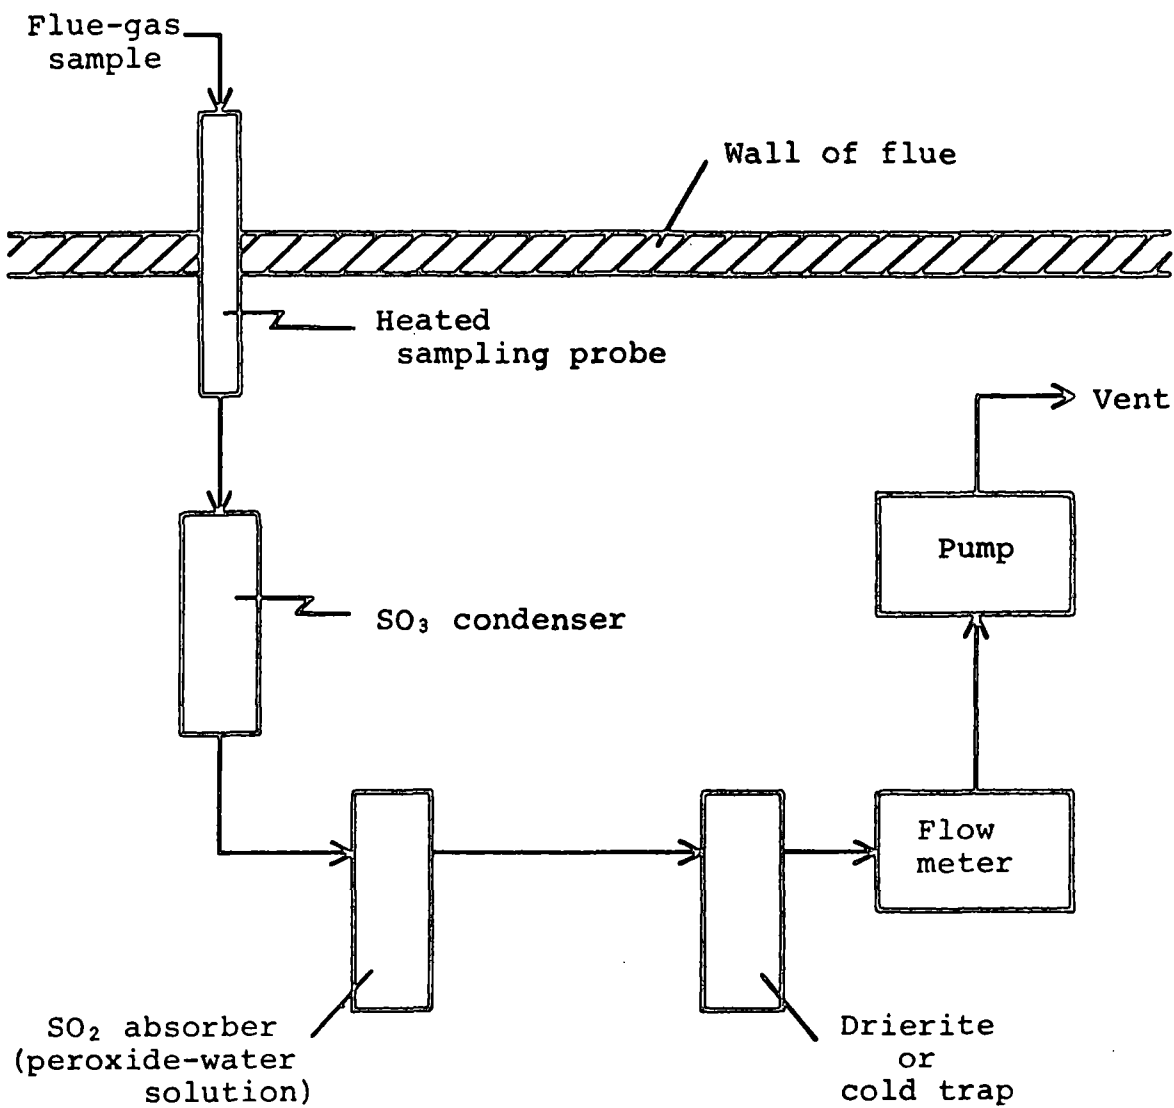 Flue-gas
sample
Wall of flue
Heated
sampling probe
Vent
Pump
SO₃ condenser
Flow
meter
SO₂ absorber
(peroxide-water
solution)
Drierite
or
cold trap